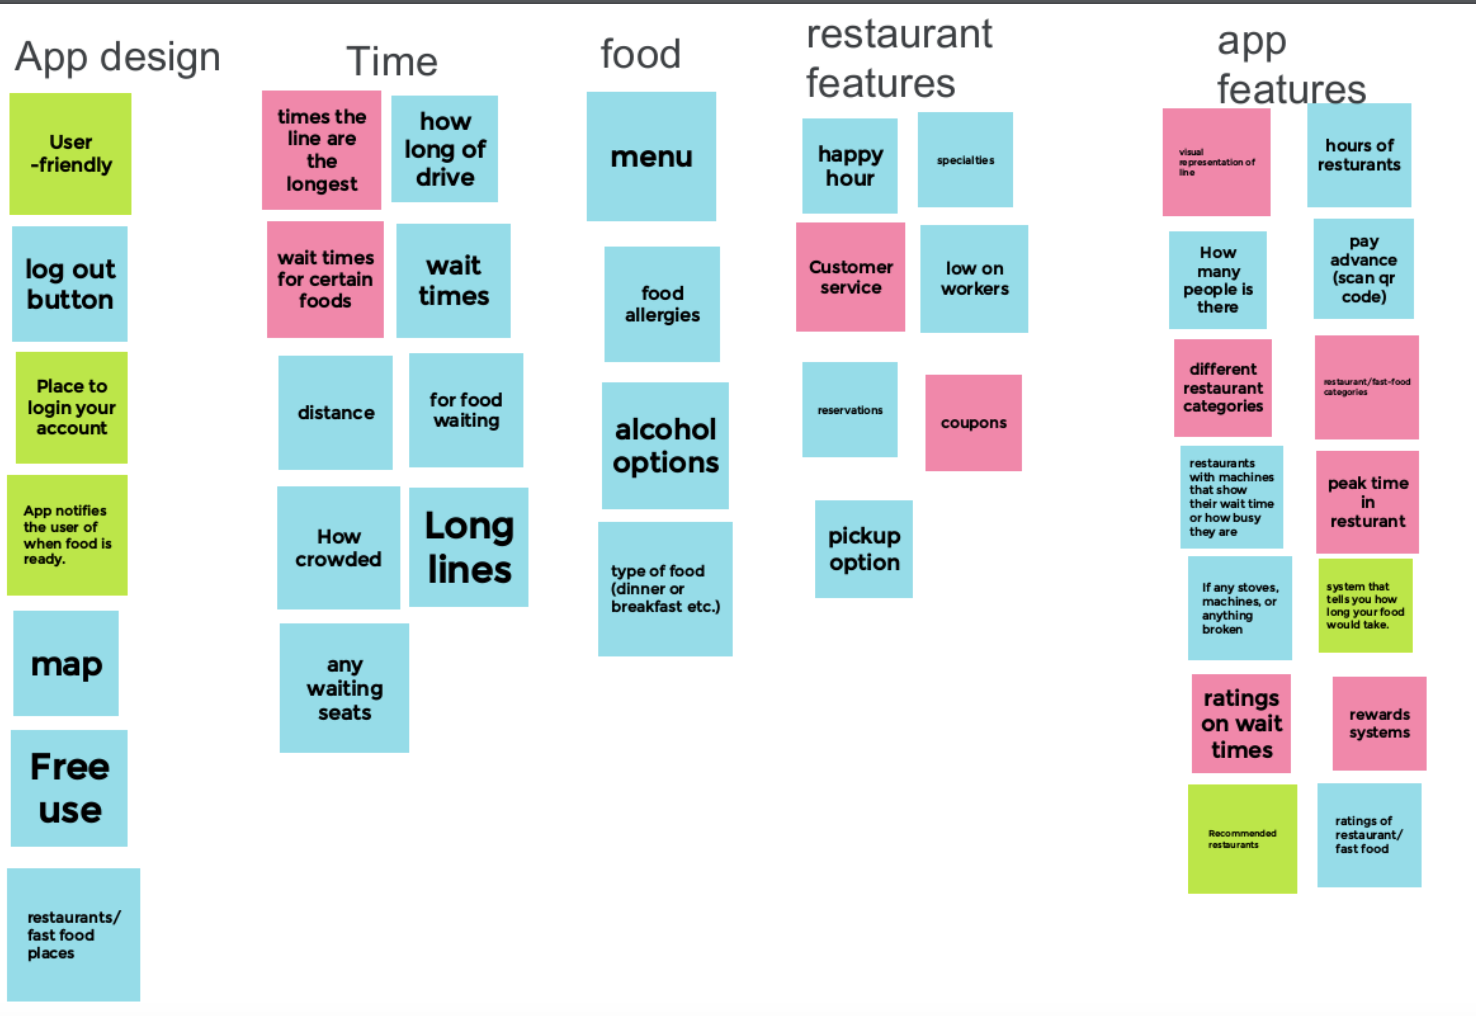 App design
User
-friendly
log out
button
Place to
login your
account
App notifies
the user of
when food is
ready.
map
Free
use
restaurants/
fast food
places
Time
times the
line are
the
longest
how
long of
drive
wait times
for certain
foods
wait
times
distance
for food
waiting
How
crowded
Long
lines
any
waiting
seats
food
menu
food
allergies
alcohol
options
type of food
(dinner or
breakfast etc.)
restaurant
features
happy
hour
specialties
Customer
service
low on
workers
reservations
coupons
pickup
option
app
features
visual
representation of
line
hours of
resturants
How
many
people is
there
pay
advance
(scan qr
code)
different
restaurant
categories
restaurant/fast-food
categories
restaurants
with machines
that show
their wait time
or how busy
they are
peak time
in
resturant
If any stoves,
machines, or
anything
broken
system that
tells you how
long your food
would take.
ratings
on wait
times
rewards
systems
Recommended
restaurants
ratings of
restaurant/
fast food